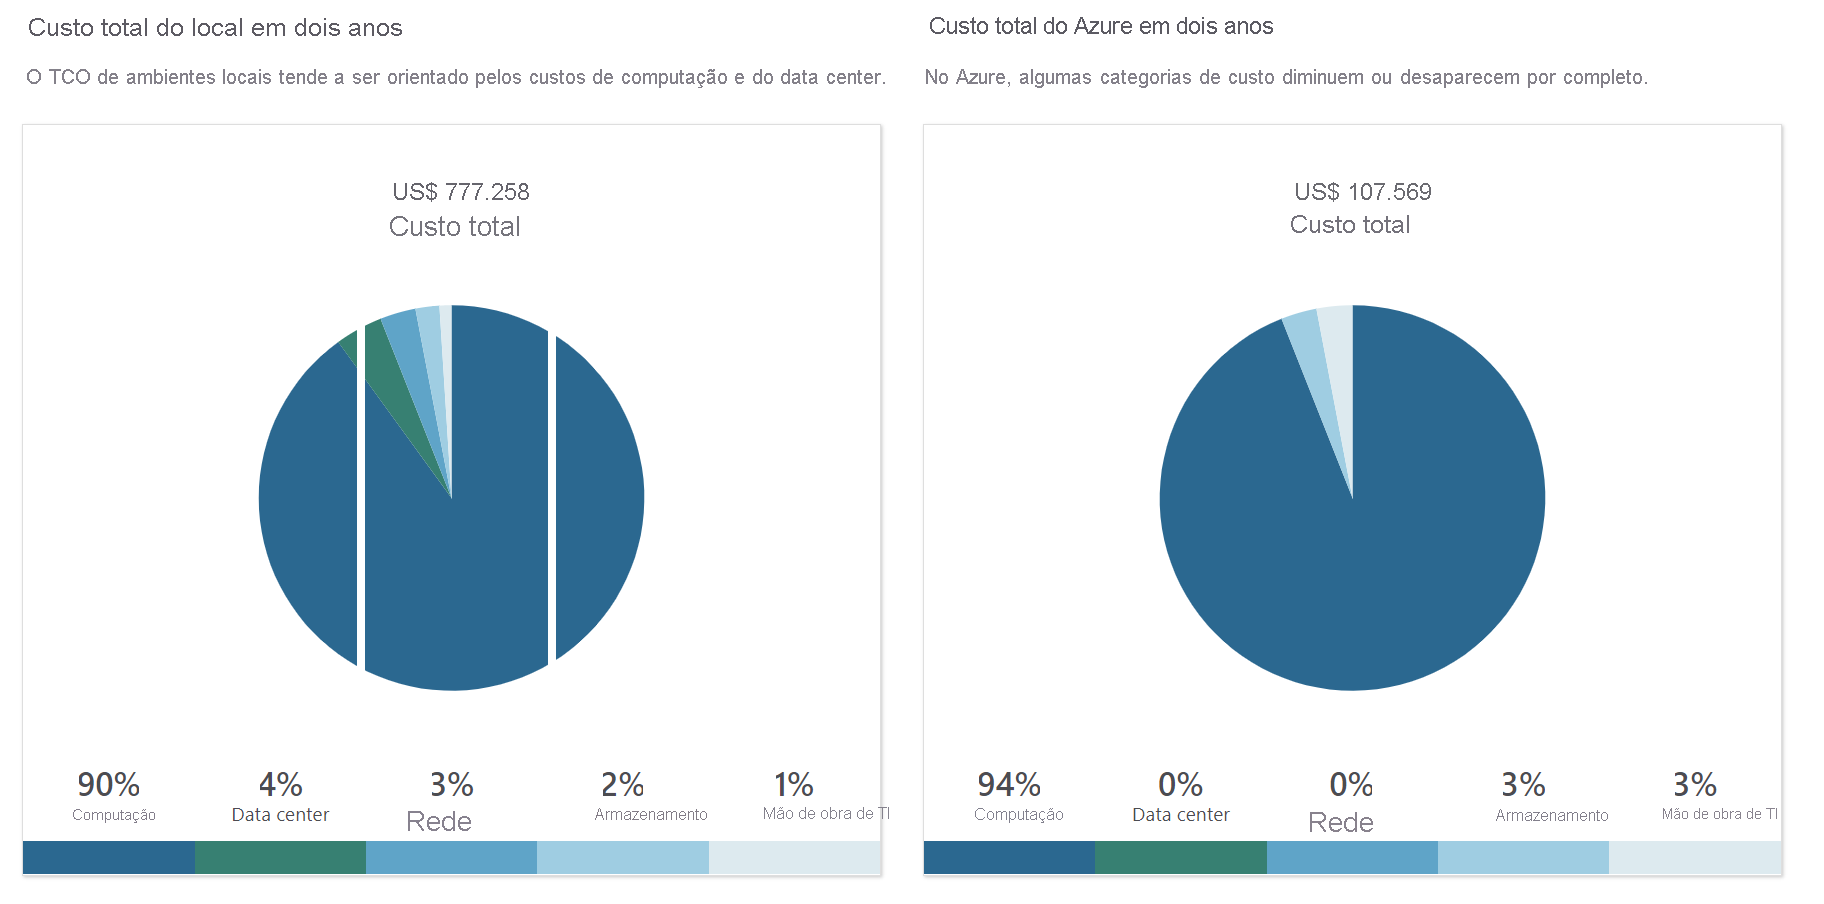 Custo total do local em dois anos
O TCO de ambientes locais tende a ser orientado pelos custos de computação e do data center.
US$ 777.258
Custo total
90%
Computação
4%
Data center
3%
Rede
2%
Armazenamento
1%
Mão de obra de TI
Custo total do Azure em dois anos
No Azure, algumas categorias de custo diminuem ou desaparecem por completo.
US$ 107.569
Custo total
94%
Computação
0%
Data center
0%
Rede
3%
Armazenamento
3%
Mão de obra de TI